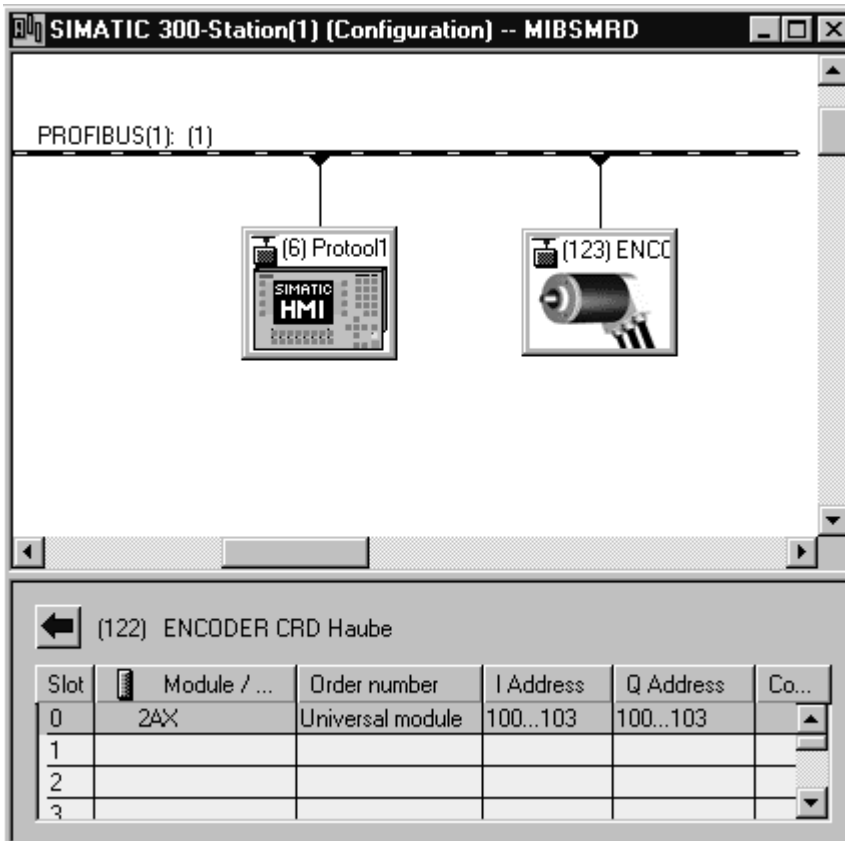 SIMATIC 300-Station(1) (Configuration) -- MIBSMRD
PROFIBUS(1): (1)
(6) Protool1
(123) ENCO
SIMATIC
HMI
(122) ENCODER CRD Haube
Slot Module / ... Order number I Address Q Address Co...
0 2AX Universal module 100...103 100...103
1
2
3